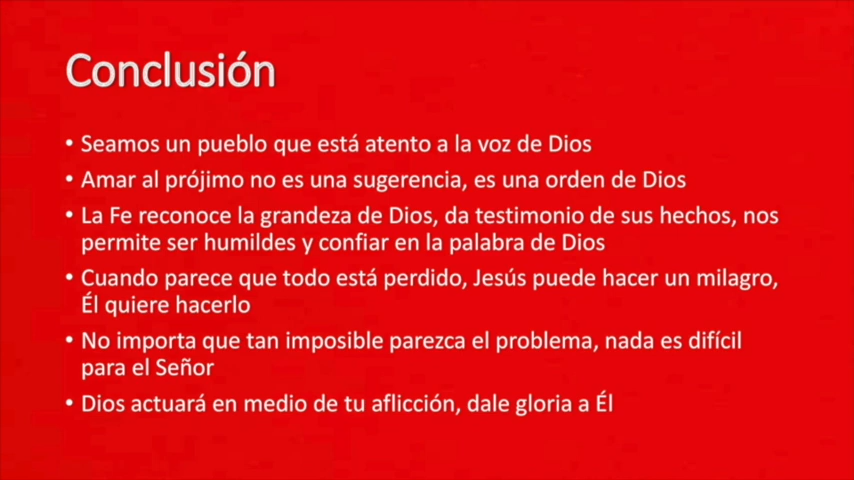 Conclusión
• Seamos un pueblo que está atento a la voz de Dios
• Amar al prójimo no es una sugerencia, es una orden de Dios
• La Fe reconoce la grandeza de Dios, da testimonio de sus hechos, nos
permite ser humildes y confiar en la palabra de Dios
• Cuando parece que todo está perdido, Jesús puede hacer un milagro,
Él quiere hacerlo
• No importa que tan imposible parezca el problema, nada es difícil
para el Señor
• Dios actuará en medio de tu aflicción, dale gloria a Él